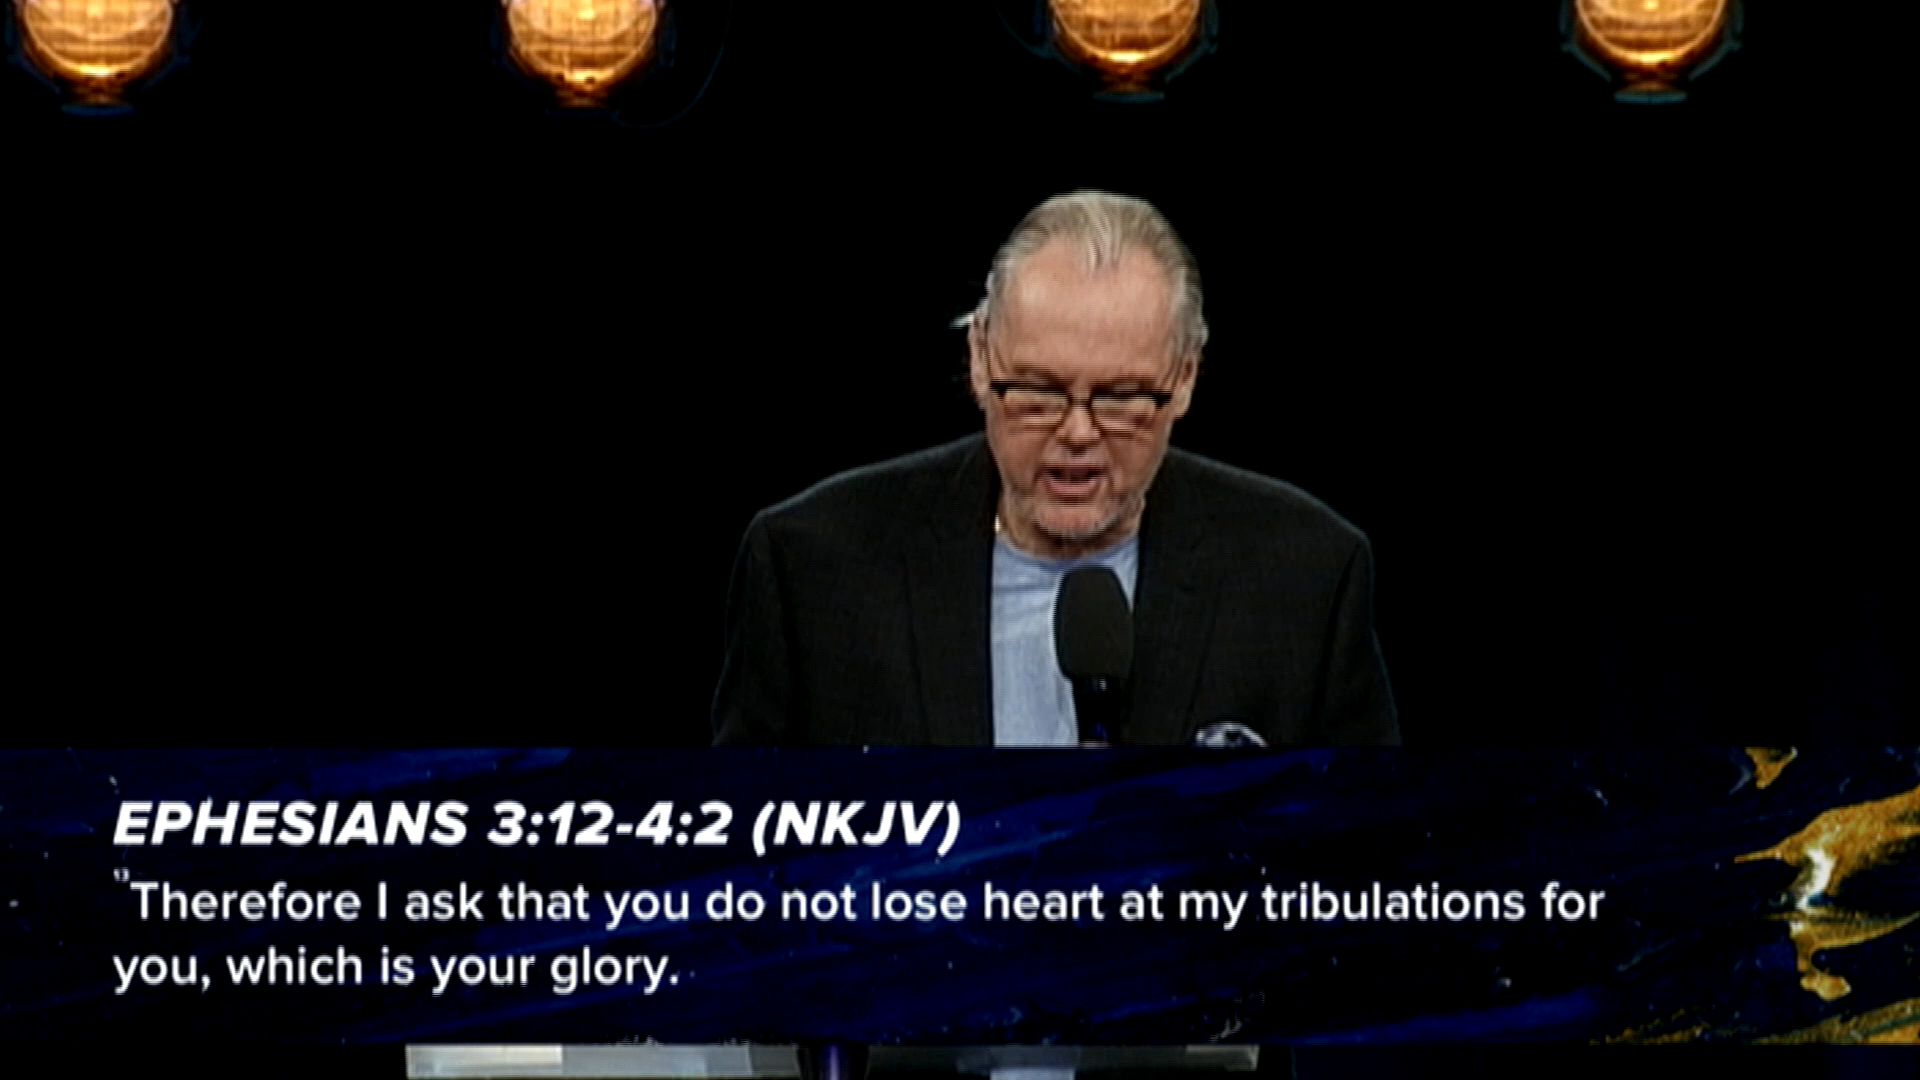 EPHESIANS 3:12-4:2 (NKJV)
¹³Therefore I ask that you do not lose heart at my tribulations for
you, which is your glory.